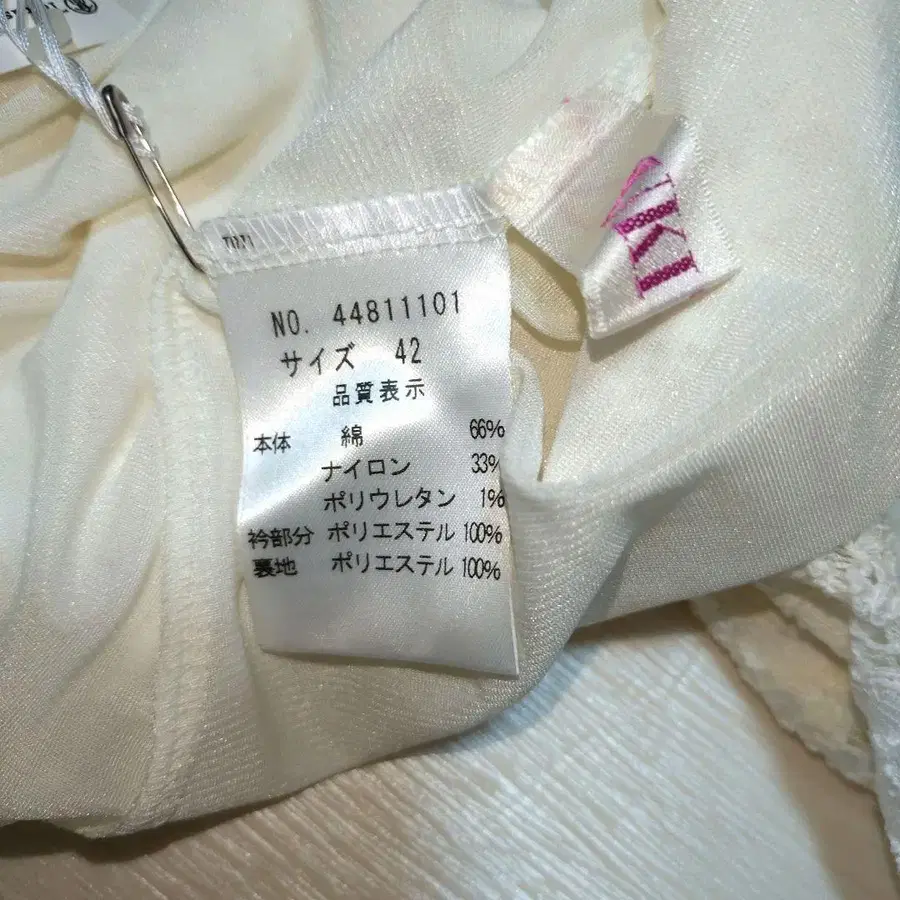 NO. 44811101
サイズ 42
品質表示
本体 綿 66%
ナイロン 33%
ポリウレタン 1%
衿部分 ポリエステル 100%
裏地 ポリエステル 100%
IKI